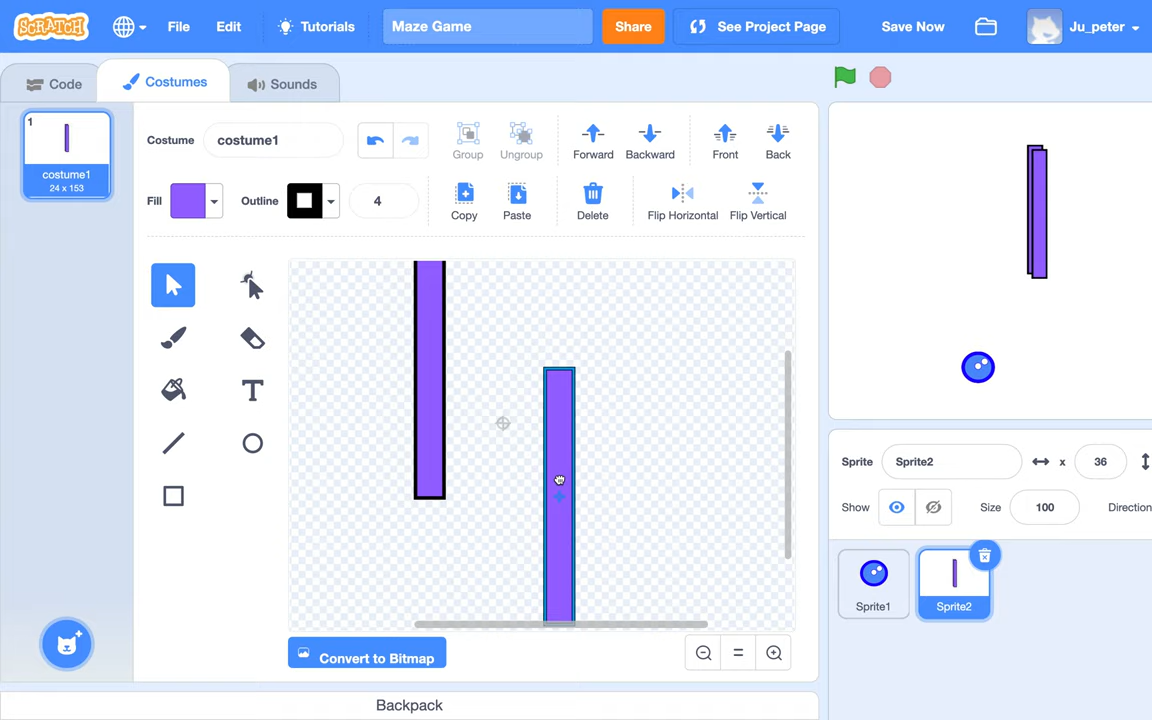 SCRATCH
File
Edit
Tutorials
Maze Game
Share
See Project Page
Save Now
Ju_peter
Code
Costumes
Sounds
1
costume1
24 x 153
Costume
costume1
Group
Ungroup
Forward
Backward
Front
Back
Fill
Outline
4
Copy
Paste
Delete
Flip Horizontal
Flip Vertical
Convert to Bitmap
Backpack
Sprite
Sprite2
x
36
Show
Size
100
Direction
Sprite1
Sprite2